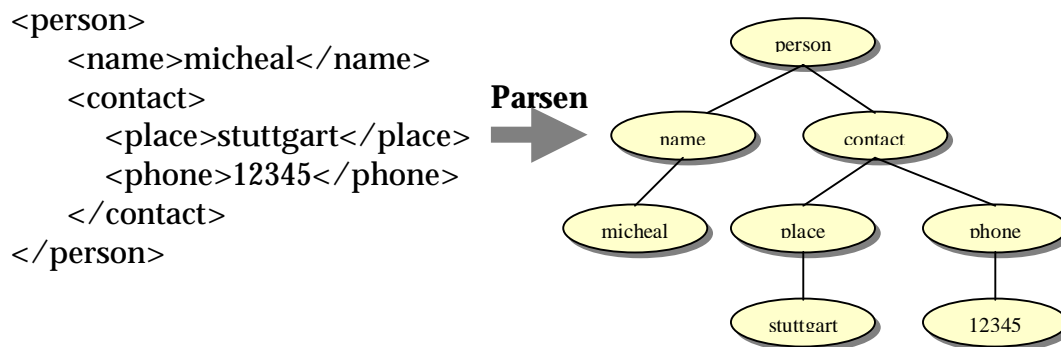 <person>
<name>micheal</name>
<contact>
<place>stuttgart</place>
<phone>12345</phone>
</contact>
</person>
Parsen
person
name
contact
micheal
place
phone
stuttgart
12345